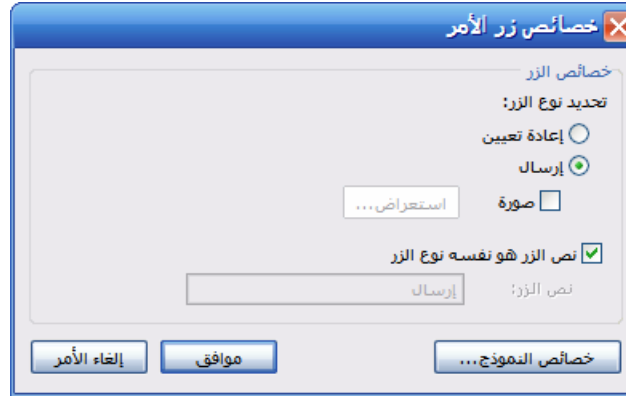 خصائص زر الأمر
خصائص الزر
تحديد نوع الزر:
إعادة تعيين
إرسال
صورة استعراض...
نص الزر هو نفسه نوع الزر
نص الزر: إرسال
خصائص النموذج... موافق إلغاء الأمر